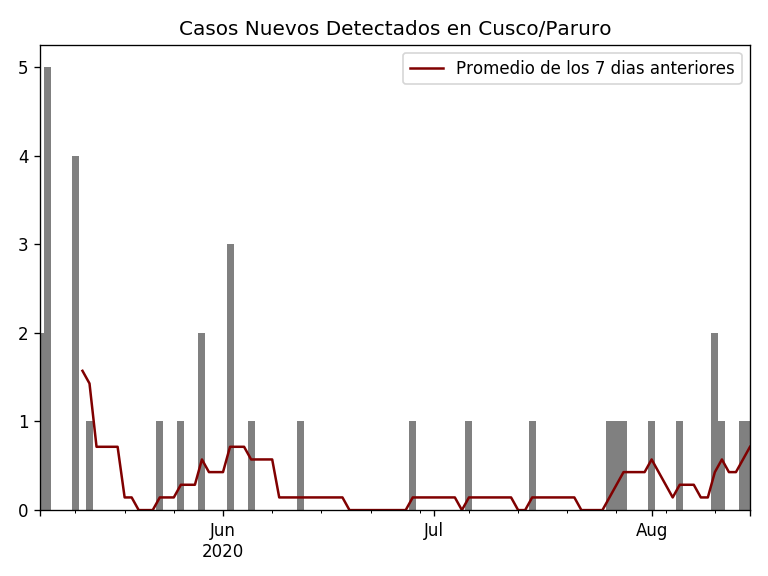 Casos Nuevos Detectados en Cusco/Paruro
Promedio de los 7 dias anteriores
5
4
3
2
1
0
Jun
2020
Jul
Aug